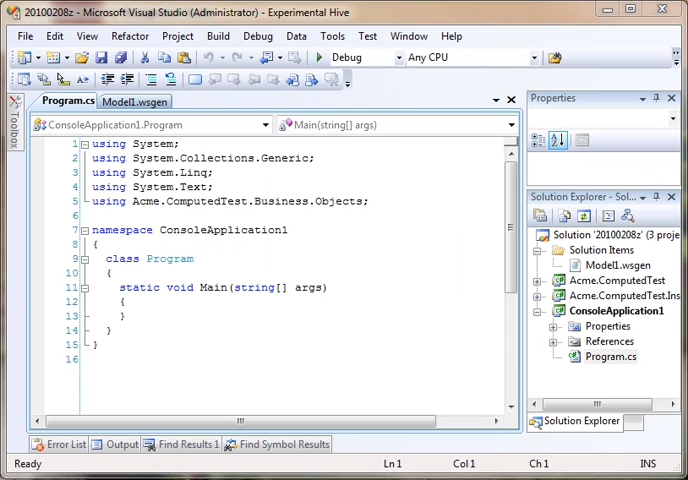 20100208z - Microsoft Visual Studio (Administrator) - Experimental Hive
File Edit View Refactor Project Build Debug Data Tools Test Window Help
Debug Any CPU
Toolbox
Program.cs Model1.wsgen
ConsoleApplication1.Program Main(string[] args)
1 using System;
2 using System.Collections.Generic;
3 using System.Linq;
4 using System.Text;
5 using Acme.ComputedTest.Business.Objects;
6
7 namespace ConsoleApplication1
8 {
9 class Program
10 {
11 static void Main(string[] args)
12 {
13 }
14 }
15 }
16
Properties
Solution Explorer - Sol...
Solution '20100208z' (3 proje
Solution Items
Model1.wsgen
Acme.ComputedTest
Acme.ComputedTest.Ins
ConsoleApplication1
Properties
References
Program.cs
Solution Explorer
Error List Output Find Results 1 Find Symbol Results
Ready Ln 1 Col 1 Ch 1 INS